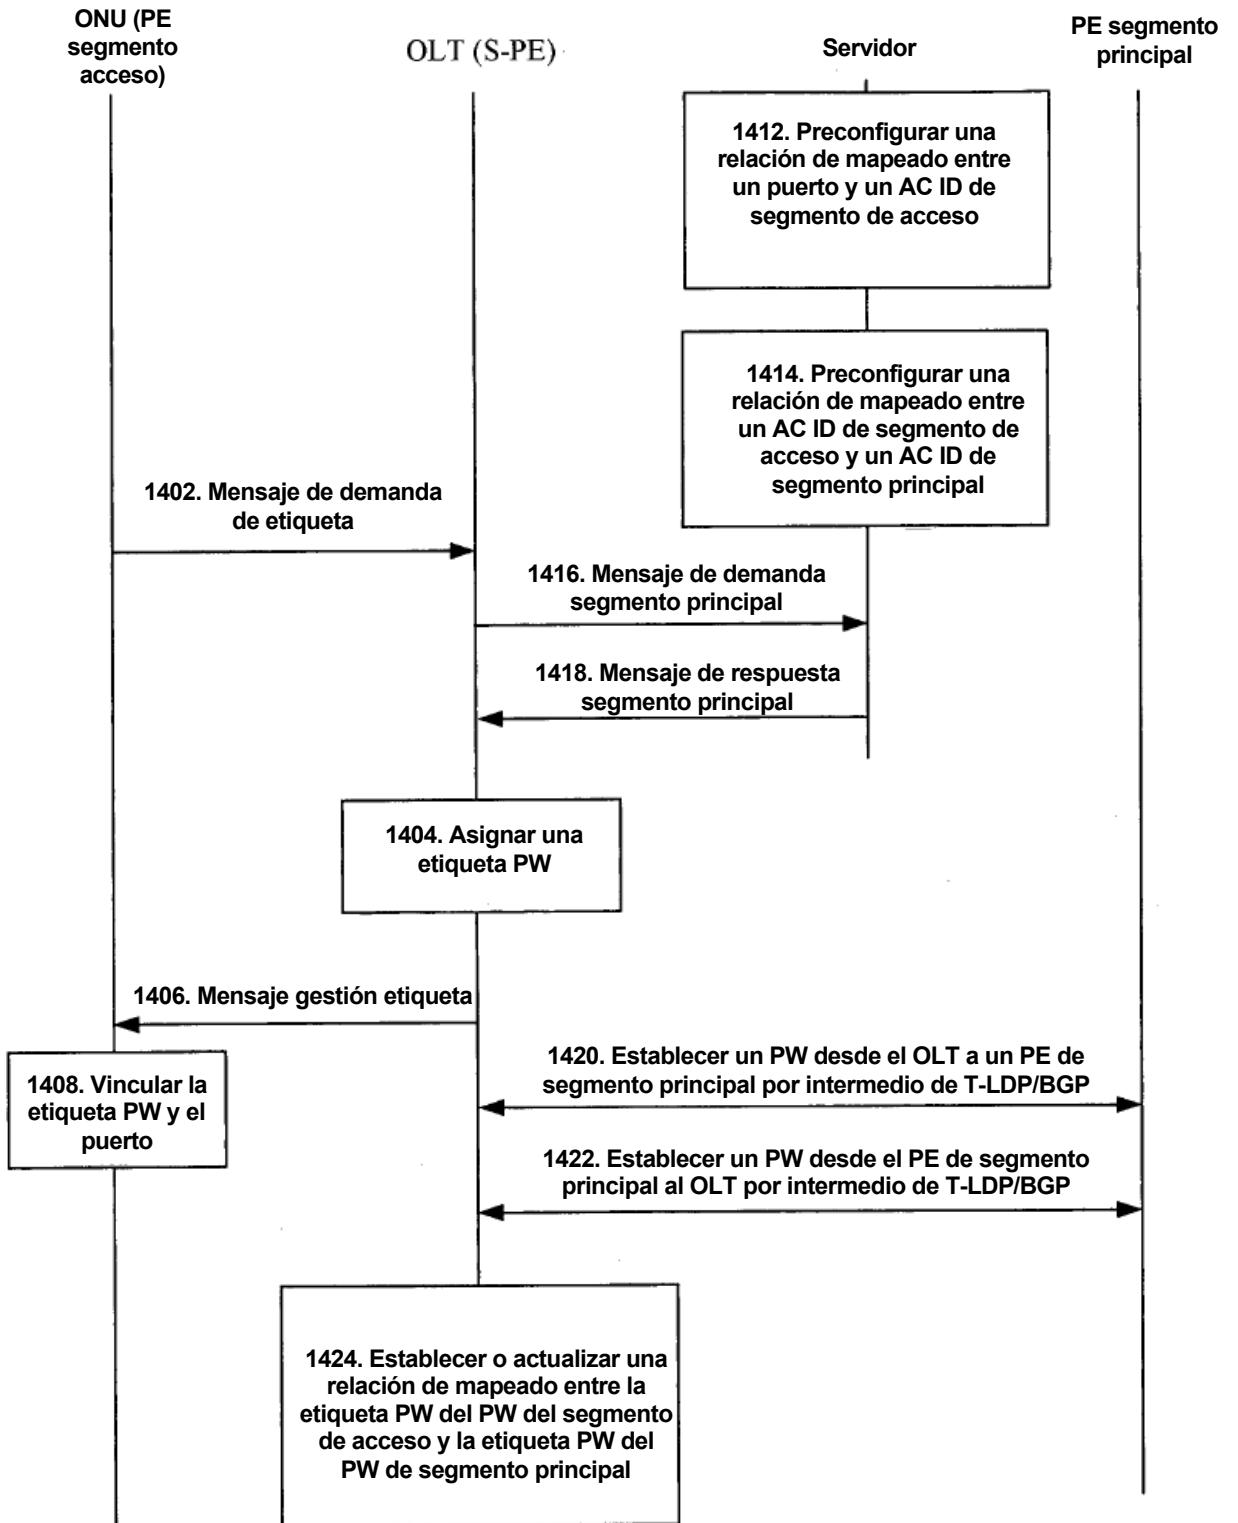 ONU (PE
segmento
acceso)
OLT (S-PE)
Servidor
PE segmento
principal
1412. Preconfigurar una
relación de mapeado entre
un puerto y un AC ID de
segmento de acceso
1414. Preconfigurar una
relación de mapeado entre
un AC ID de segmento de
acceso y un AC ID de
segmento principal
1402. Mensaje de demanda
de etiqueta
1416. Mensaje de demanda
segmento principal
1418. Mensaje de respuesta
segmento principal
1404. Asignar una
etiqueta PW
1406. Mensaje gestión etiqueta
1408. Vincular la
etiqueta PW y el
puerto
1420. Establecer un PW desde el OLT a un PE de
segmento principal por intermedio de T-LDP/BGP
1422. Establecer un PW desde el PE de segmento
principal al OLT por intermedio de T-LDP/BGP
1424. Establecer o actualizar una
relación de mapeado entre la
etiqueta PW del PW del segmento
de acceso y la etiqueta PW del
PW de segmento principal